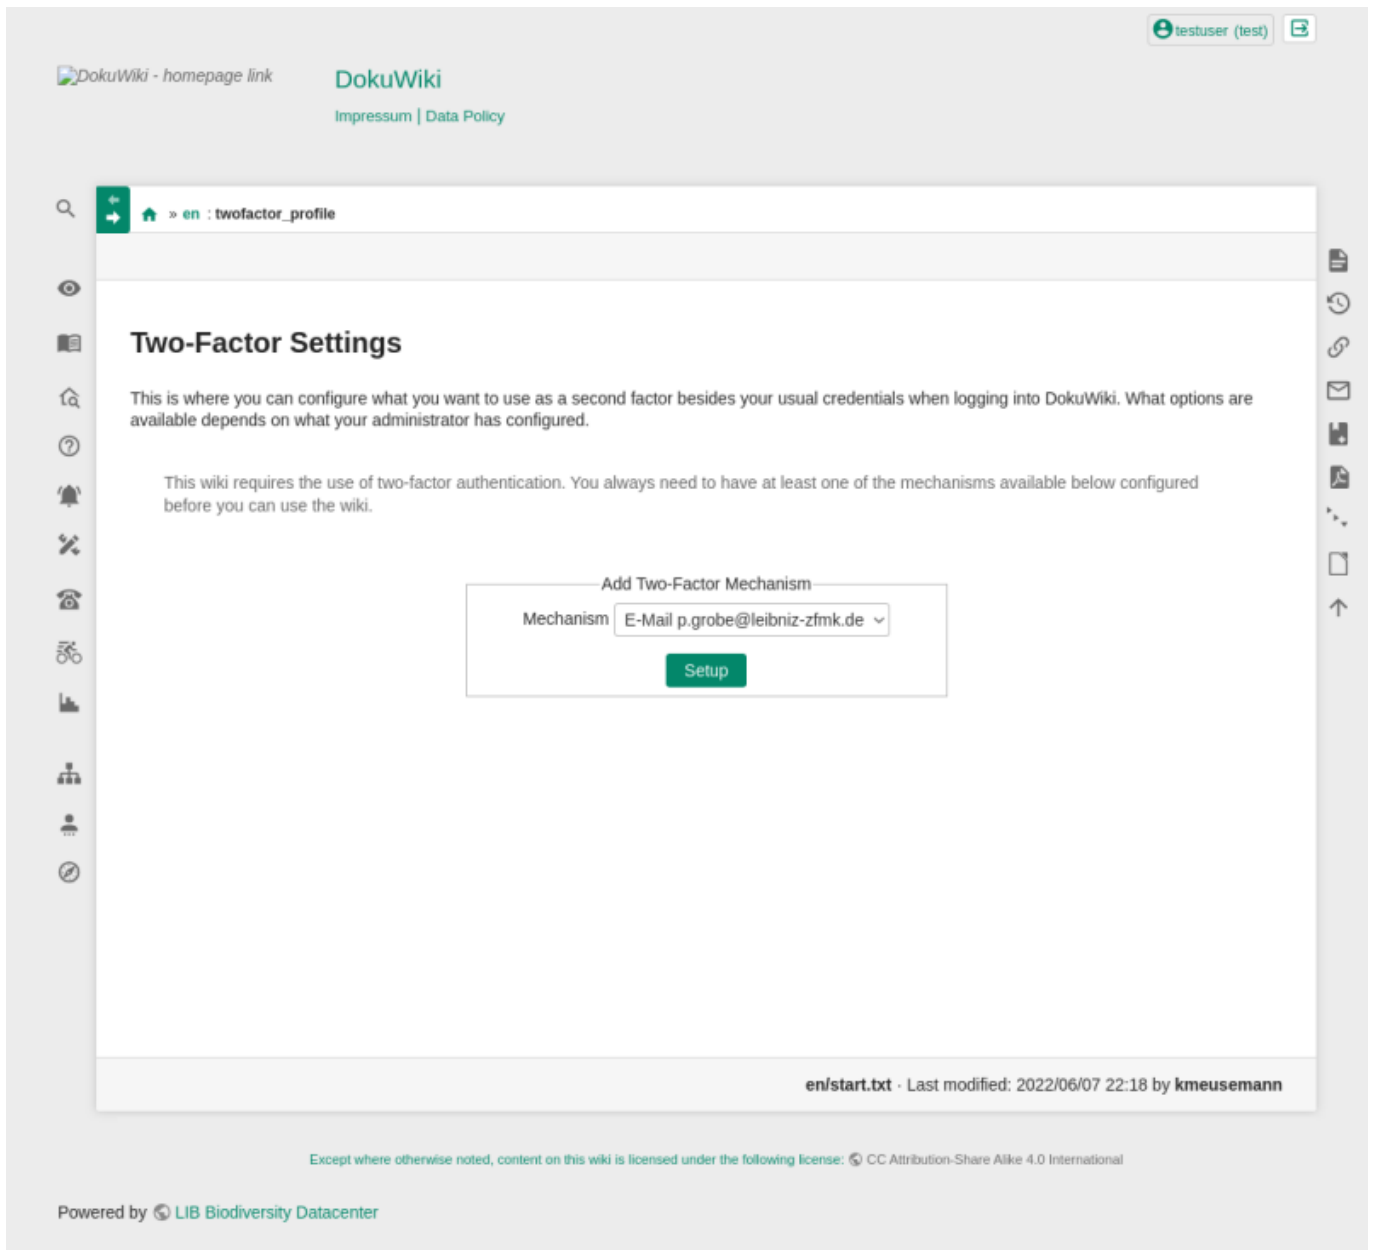 testuser (test)
DokuWiki - homepage link
DokuWiki
Impressum | Data Policy
» en : twofactor_profile
Two-Factor Settings
This is where you can configure what you want to use as a second factor besides your usual credentials when logging into DokuWiki. What options are
available depends on what your administrator has configured.
This wiki requires the use of two-factor authentication. You always need to have at least one of the mechanisms available below configured
before you can use the wiki.
Add Two-Factor Mechanism
Mechanism E-Mail p.grobe@leibniz-zfmk.de
Setup
en/start.txt · Last modified: 2022/06/07 22:18 by kmeusemann
Except where otherwise noted, content on this wiki is licensed under the following license: CC Attribution-Share Alike 4.0 International
Powered by LIB Biodiversity Datacenter